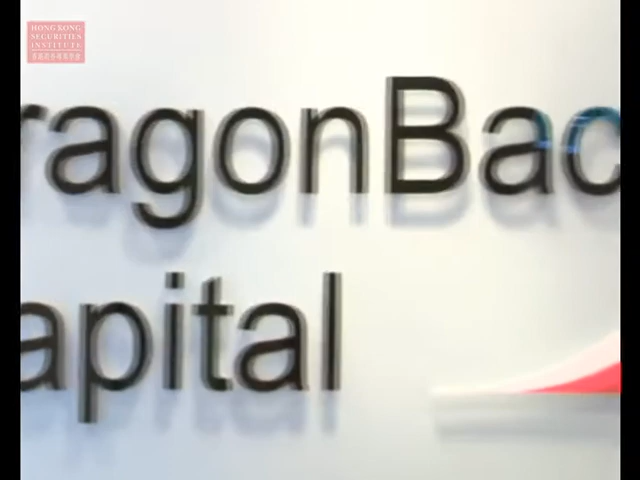 HONG KONG
SECURITIES
INSTITUTE
ragonBac
apital